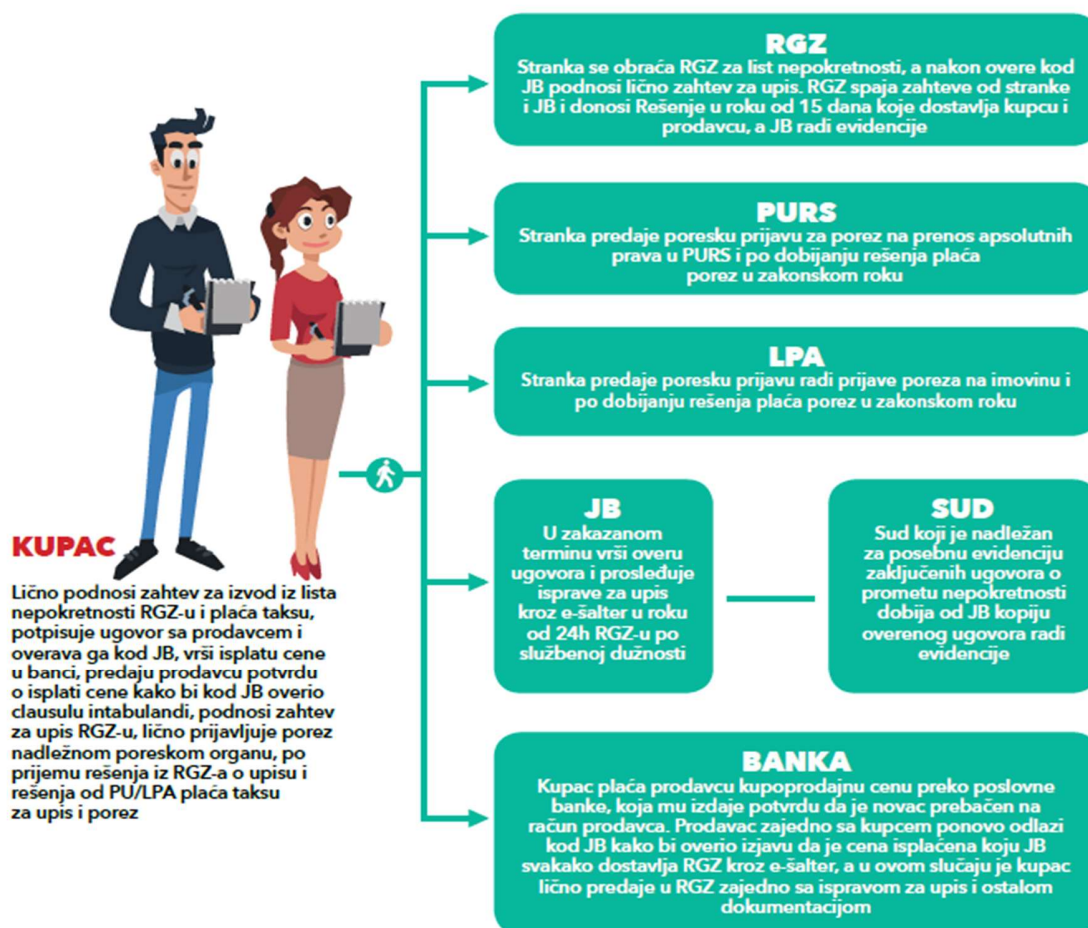 RGZ
Stranka se obraća RGZ za list nepokretnosti, a nakon overe kod
JB podnosi lično zahtev za upis. RGZ spaja zahteve od stranke
i JB i donosi Rešenje u roku od 15 dana koje dostavlja kupcu i
prodavcu, a JB radi evidencije
PURS
Stranka predaje poresku prijavu za porez na prenos apsolutnih
prava u PURS i po dobijanju rešenja plaća
porez u zakonskom roku
LPA
Stranka predaje poresku prijavu radi prijave poreza na imovinu i
po dobijanju rešenja plaća porez u zakonskom roku
KUPAC
Lično podnosi zahtev za izvod iz lista
nepokretnosti RGZ-u i plaća taksu,
potpisuje ugovor sa prodavcem i
overava ga kod JB, vrši isplatu cene
u banci, predaju prodavcu potvrdu
o isplati cene kako bi kod JB overio
clausulu intabulandi, podnosi zahtev
za upis RGZ-u, lično prijavljuje porez
nadležnom poreskom organu, po
prijemu rešenja iz RGZ-a o upisu i
rešenja od PU/LPA plaća taksu
za upis i porez
JB
U zakazanom
terminu vrši overu
ugovora i prosleđuje
isprave za upis
kroz e-šalter u roku
od 24h RGZ-u po
službenoj dužnosti
SUD
Sud koji je nadležan
za posebnu evidenciju
zaključenih ugovora o
prometu nepokretnosti
dobija od JB kopiju
overenog ugovora radi
evidencije
BANKA
Kupac plaća prodavcu kupoprodajnu cenu preko poslovne
banke, koja mu izdaje potvrdu da je novac prebačen na
račun prodavca. Prodavac zajedno sa kupcem ponovo odlazi
kod JB kako bi overio izjavu da je cena isplaćena koju JB
svakako dostavlja RGZ kroz e-šalter, a u ovom slučaju je kupac
lično predaje u RGZ zajedno sa ispravom za upis i ostalom
dokumentacijom